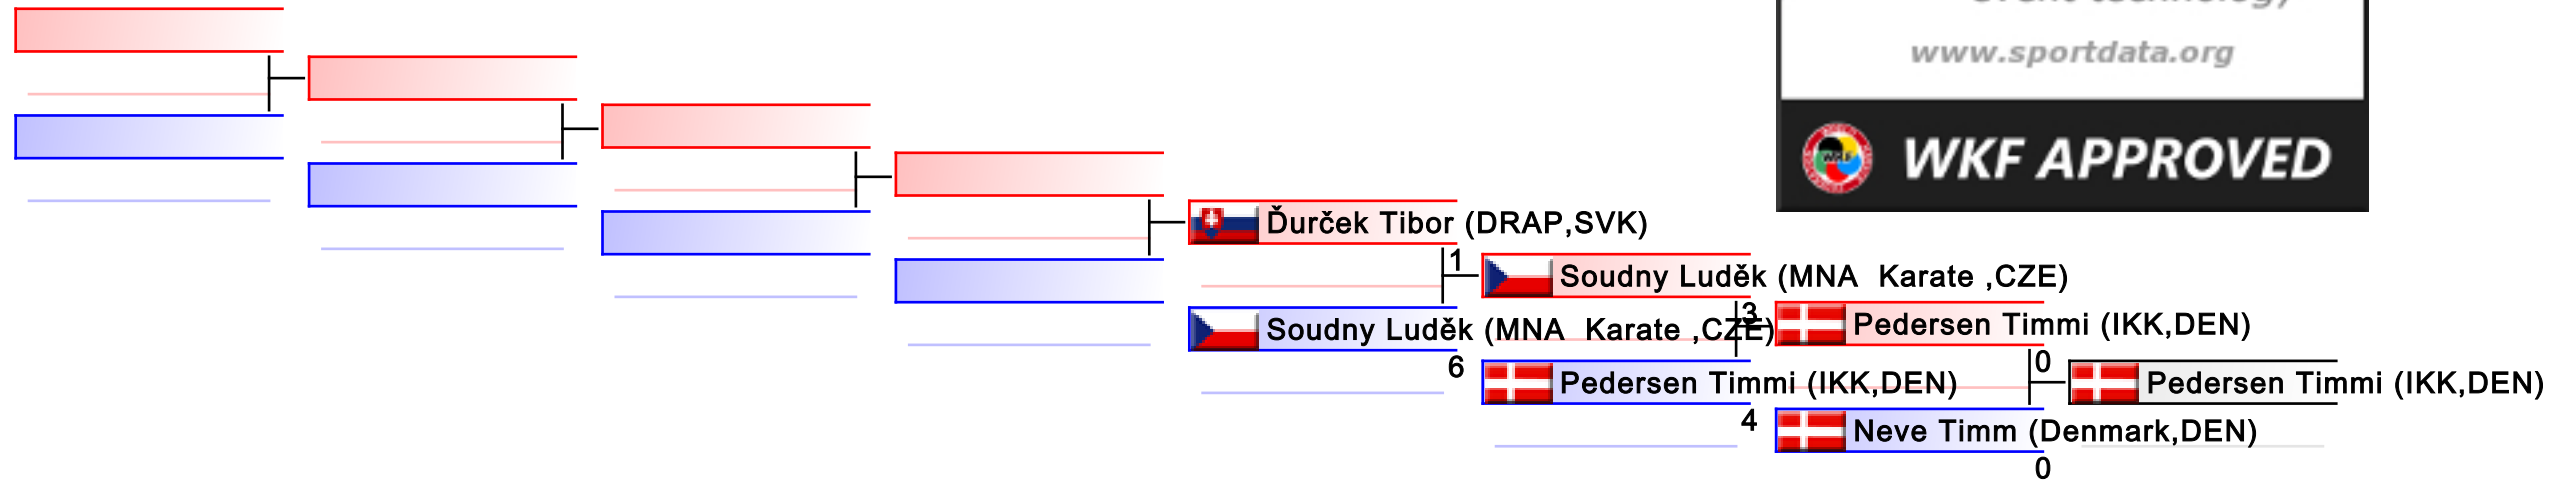 event technology
www.sportdata.org
WKF APPROVED
Ďurček Tibor (DRAP,SVK)
1
Soudny Luděk (MNA  Karate ,CZE)
Soudny Luděk (MNA  Karate ,CZE)
6
3
Pedersen Timmi (IKK,DEN)
Pedersen Timmi (IKK,DEN)
4
0
Pedersen Timmi (IKK,DEN)
Neve Timm (Denmark,DEN)
0